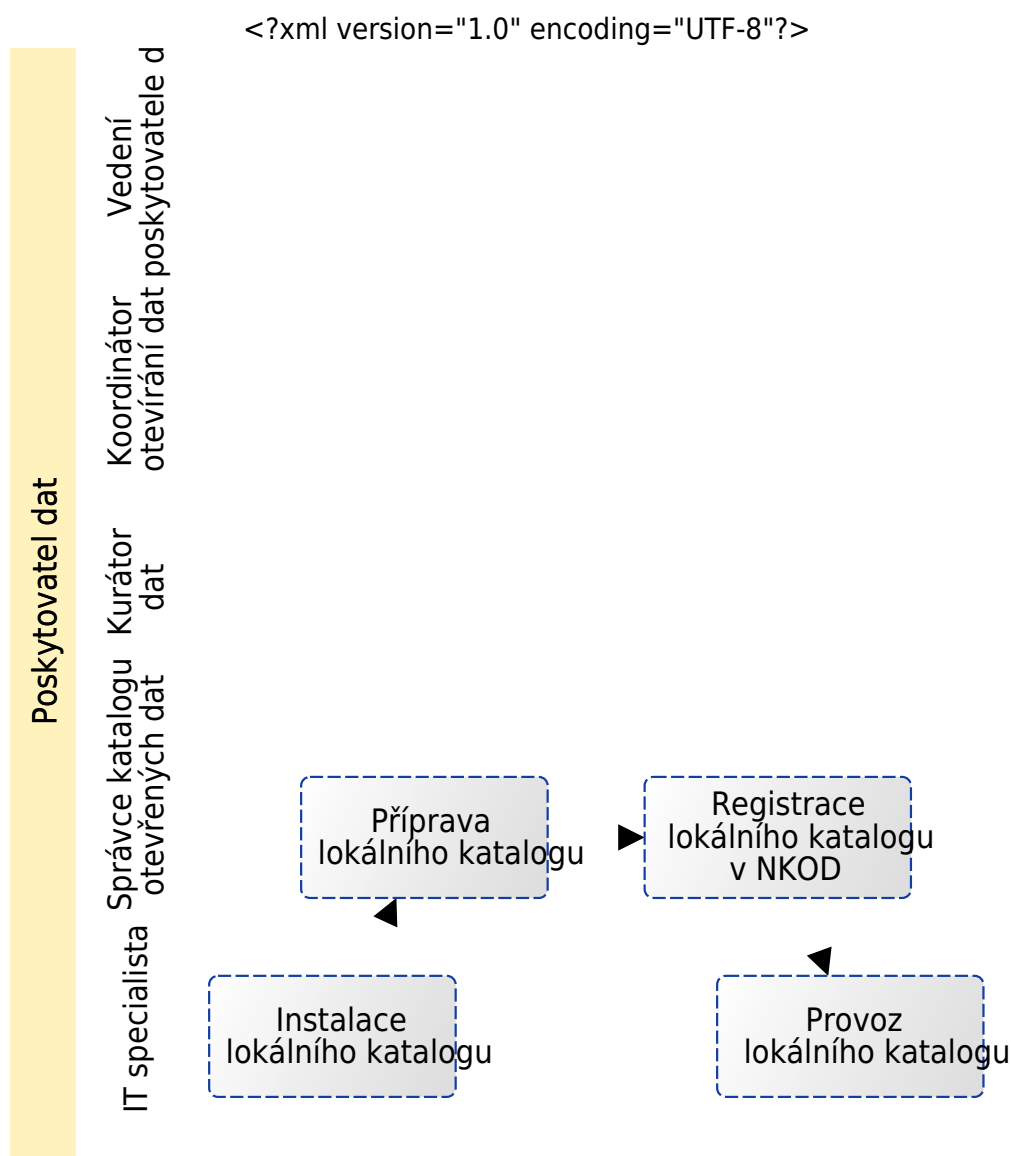 <?xml version="1.0" encoding="UTF-8"?>
Poskytovatel dat
Vedení
poskytovatele d
Koordinátor
otevírání dat
Kurátor
dat
Správce katalogu
otevřených dat
IT specialista
Příprava
lokálního katalogu
Registrace
lokálního katalogu
v NKOD
Instalace
lokálního katalogu
Provoz
lokálního katalogu